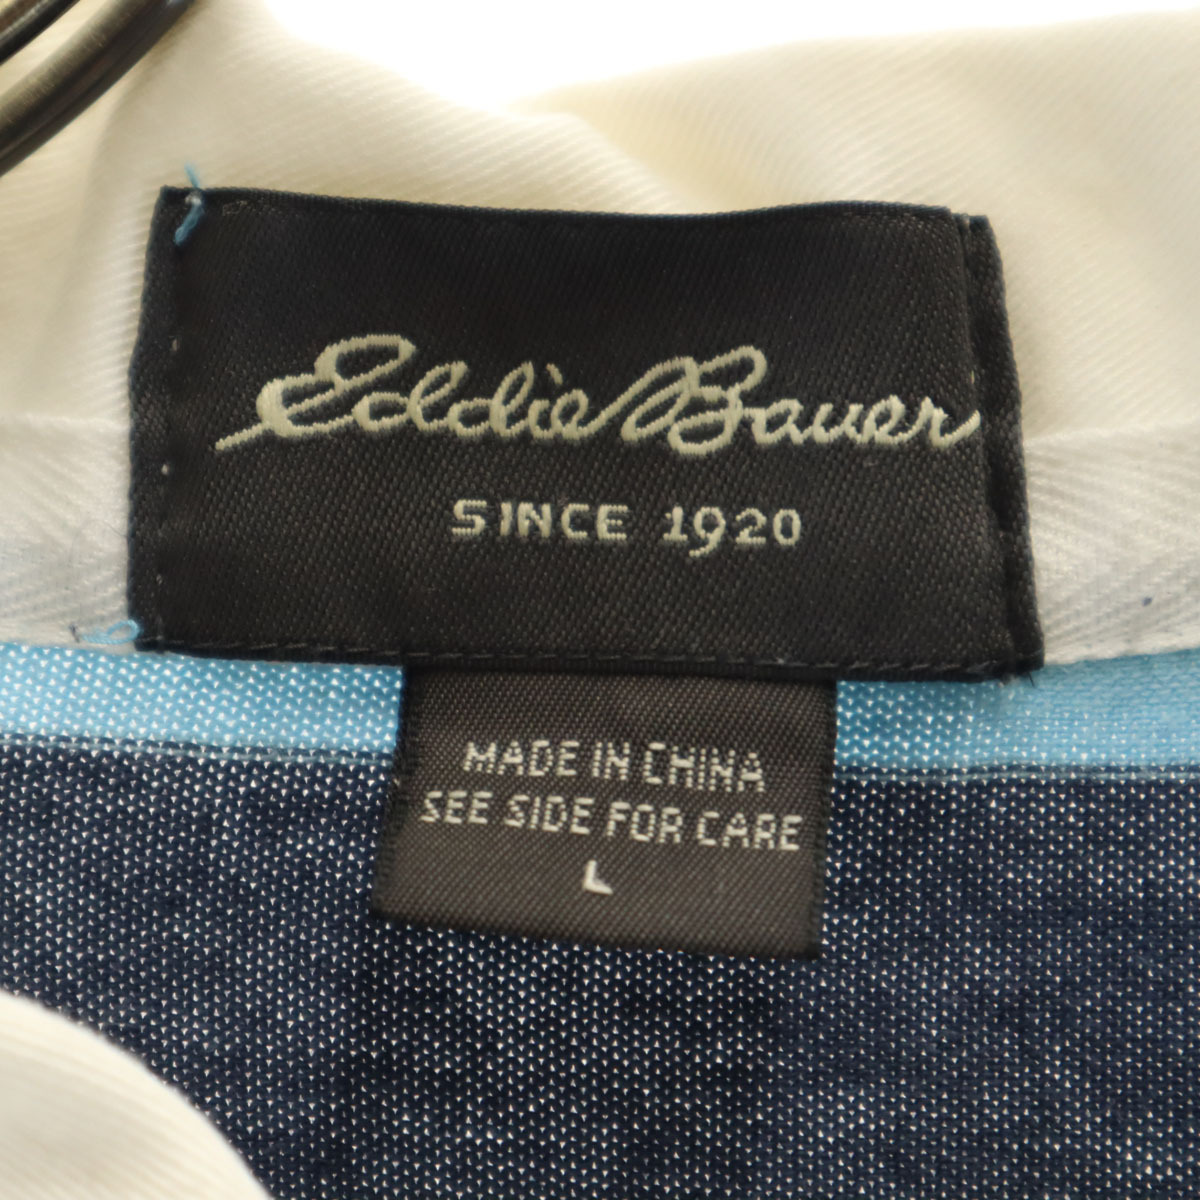 Eddie Bauer
SINCE 1920
MADE IN CHINA
SEE SIDE FOR CARE
L